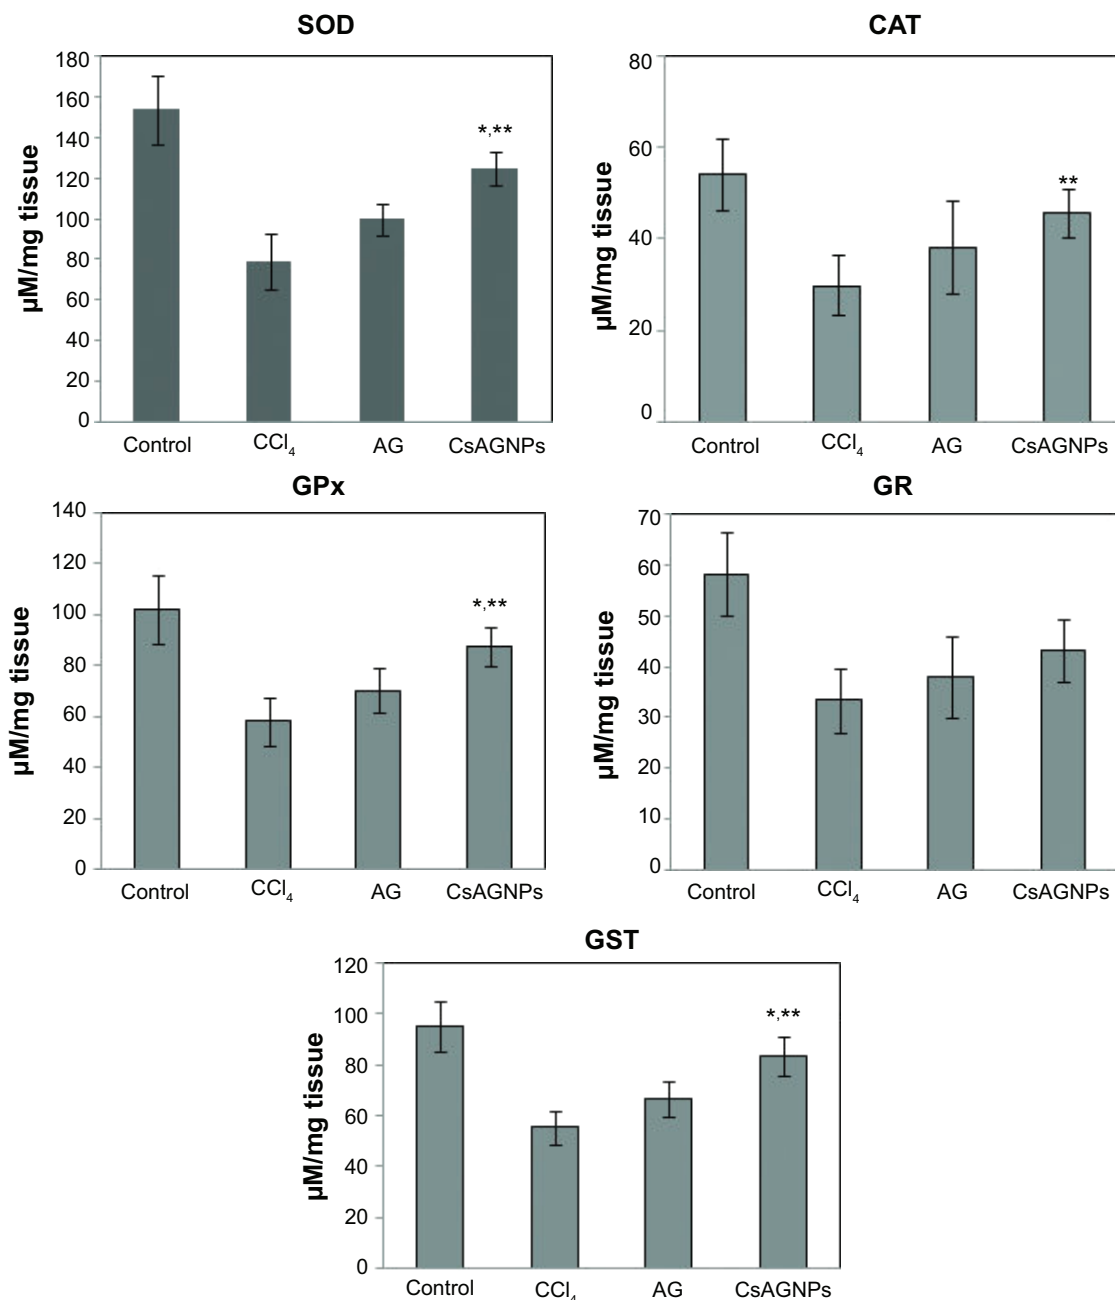 SOD
µM/mg tissue
180
160
140
120
100
80
60
40
20
0
*,**
Control CCl₄ AG CsAGNPs
CAT
µM/mg tissue
80
60
40
20
0
**
Control CCl₄ AG CsAGNPs
GPx
µM/mg tissue
140
120
100
80
60
40
20
0
*,**
Control CCl₄ AG CsAGNPs
GR
µM/mg tissue
70
60
50
40
30
20
10
0
Control CCl₄ AG CsAGNPs
GST
µM/mg tissue
120
100
80
60
40
20
0
*,**
Control CCl₄ AG CsAGNPs